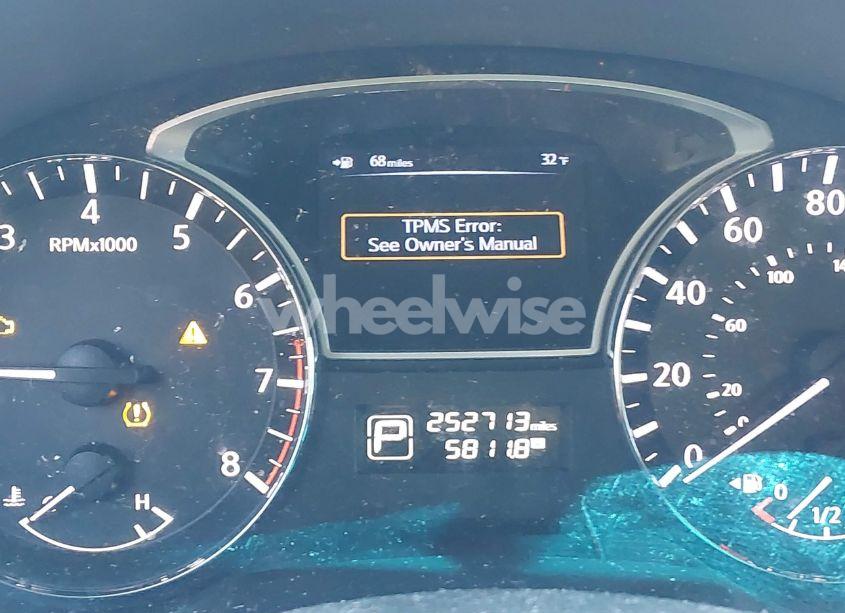 68 miles 32 °F
TPMS Error:
See Owner's Manual
3 4 5 6 7 8
RPMx1000
H
P
252713 miles
5811.8
0 20 40 60 80
20 60 100 14
0 1/2
wheelwise